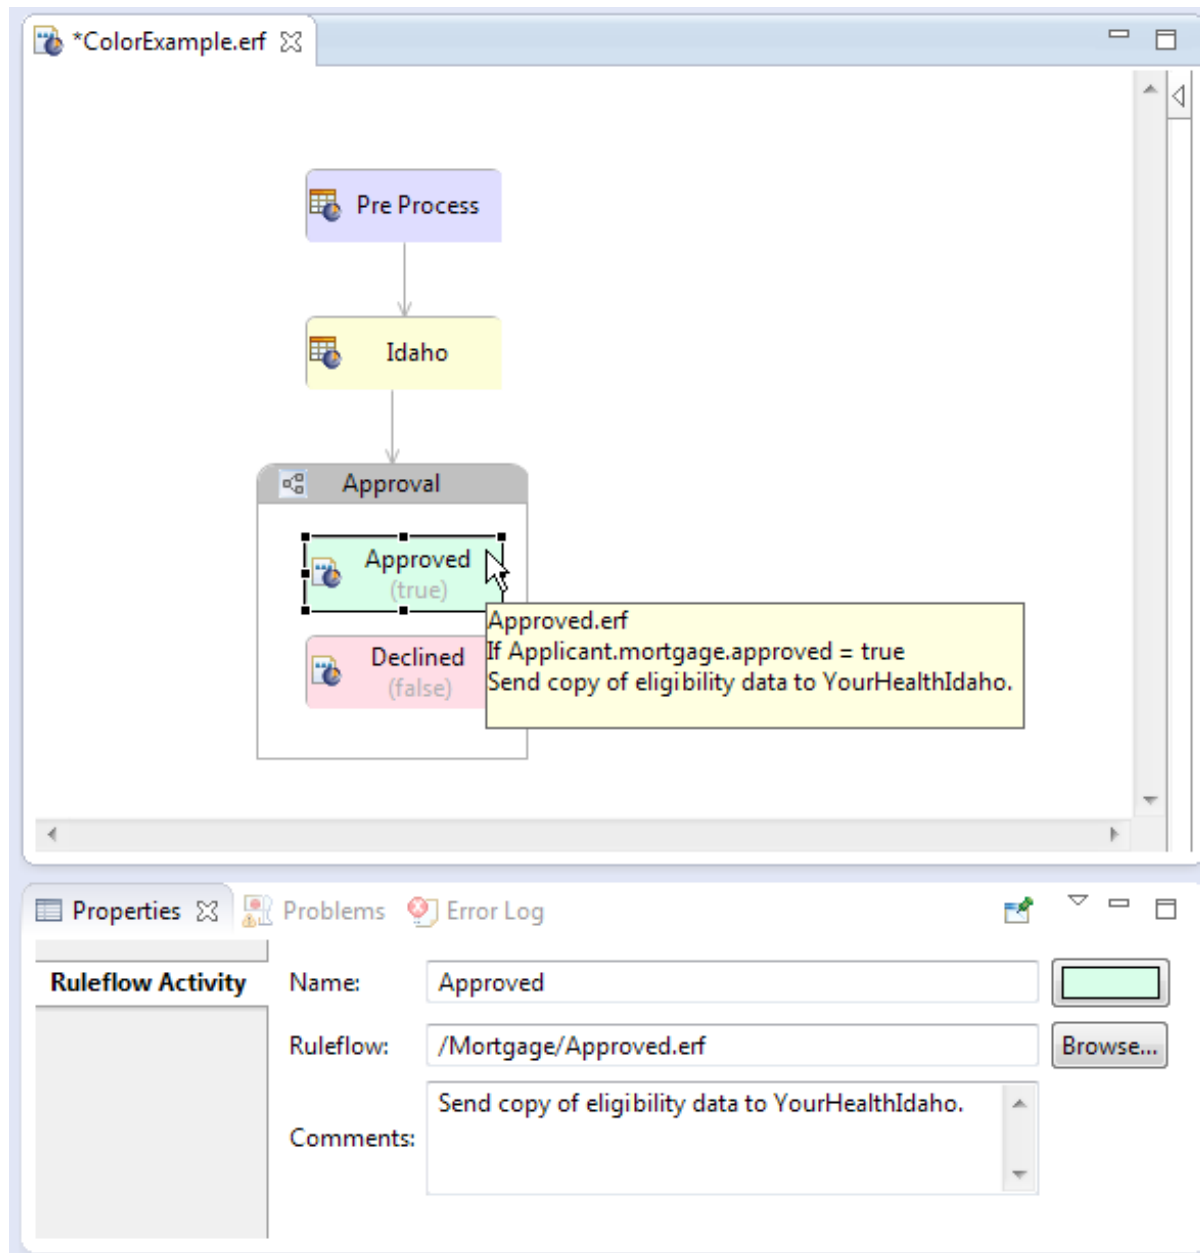 *ColorExample.erf
Pre Process
Idaho
Approval
Approved
(true)
Approved.erf
If Applicant.mortgage.approved = true
Send copy of eligibility data to YourHealthIdaho.
Declined
(false)
Properties Problems Error Log
Ruleflow Activity
Name: Approved
Ruleflow: /Mortgage/Approved.erf Browse...
Comments: Send copy of eligibility data to YourHealthIdaho.